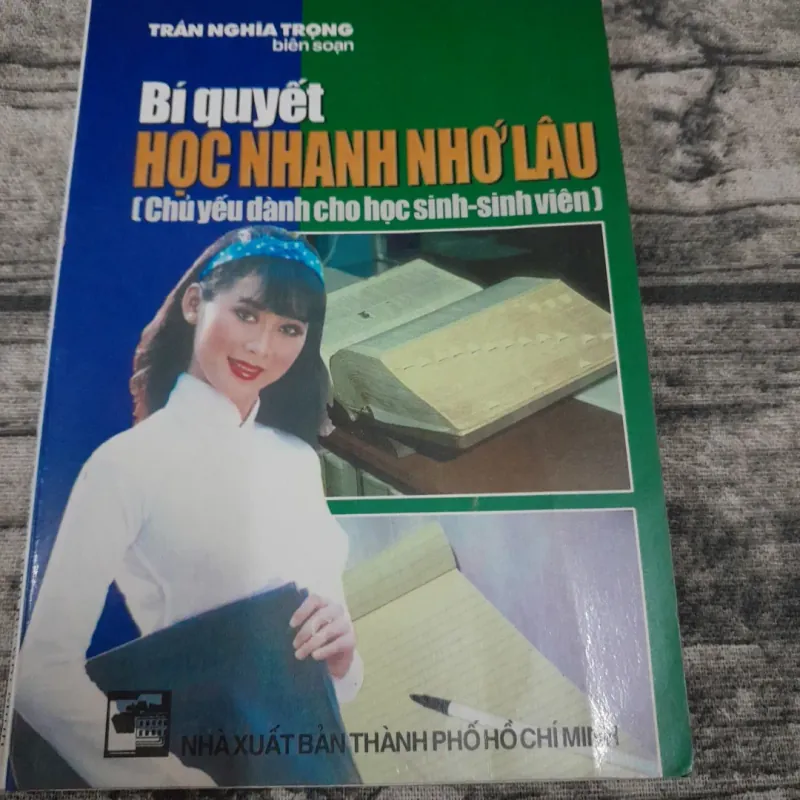 TRẦN NGHĨA TRỌNG
biên soạn
Bí quyết
HỌC NHANH NHỚ LÂU
(Chủ yếu dành cho học sinh-sinh viên)
NHÀ XUẤT BẢN THÀNH PHỐ HỒ CHÍ MINH